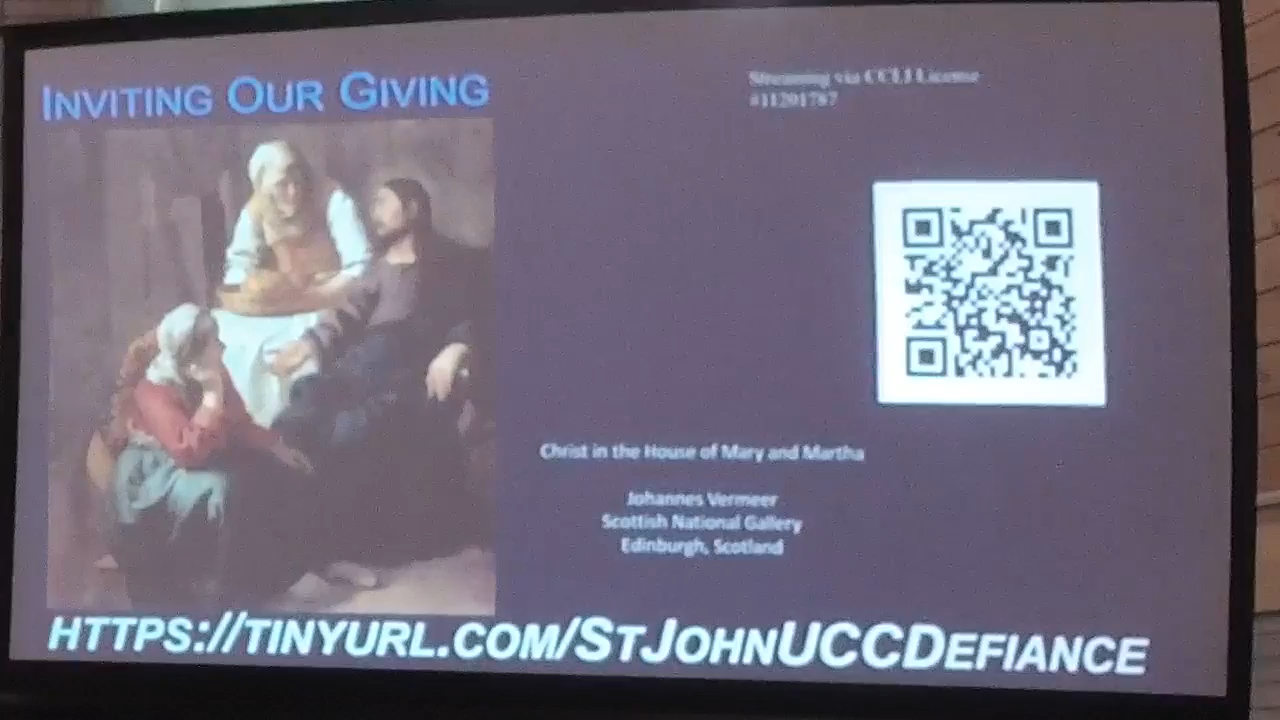 INVITING OUR GIVING
Streaming via CCLI License
#11201787
Christ in the House of Mary and Martha
Johannes Vermeer
Scottish National Gallery
Edinburgh, Scotland
HTTPS://TINYURL.COM/STJOHNUCCDEFIANCE